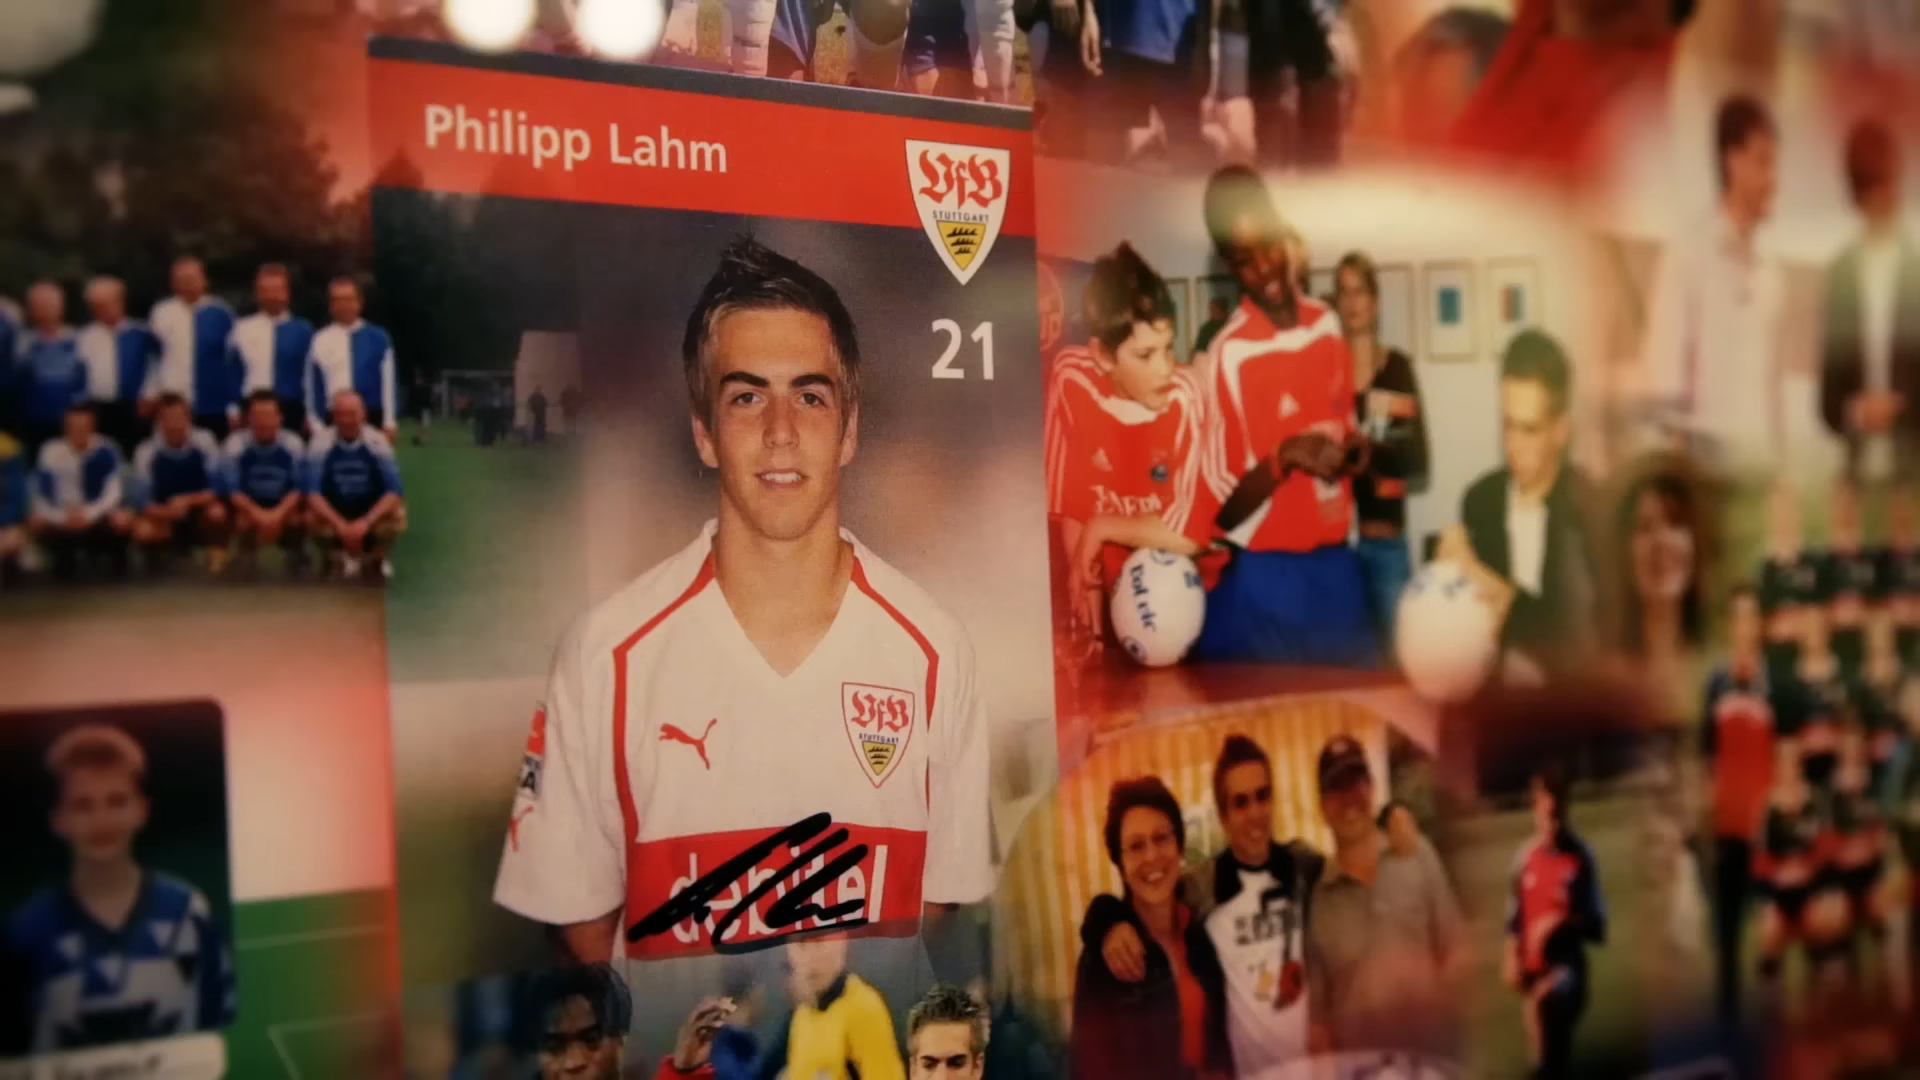 Philipp Lahm
VfB
STUTTGART
21
VfB
STUTTGART
debitel